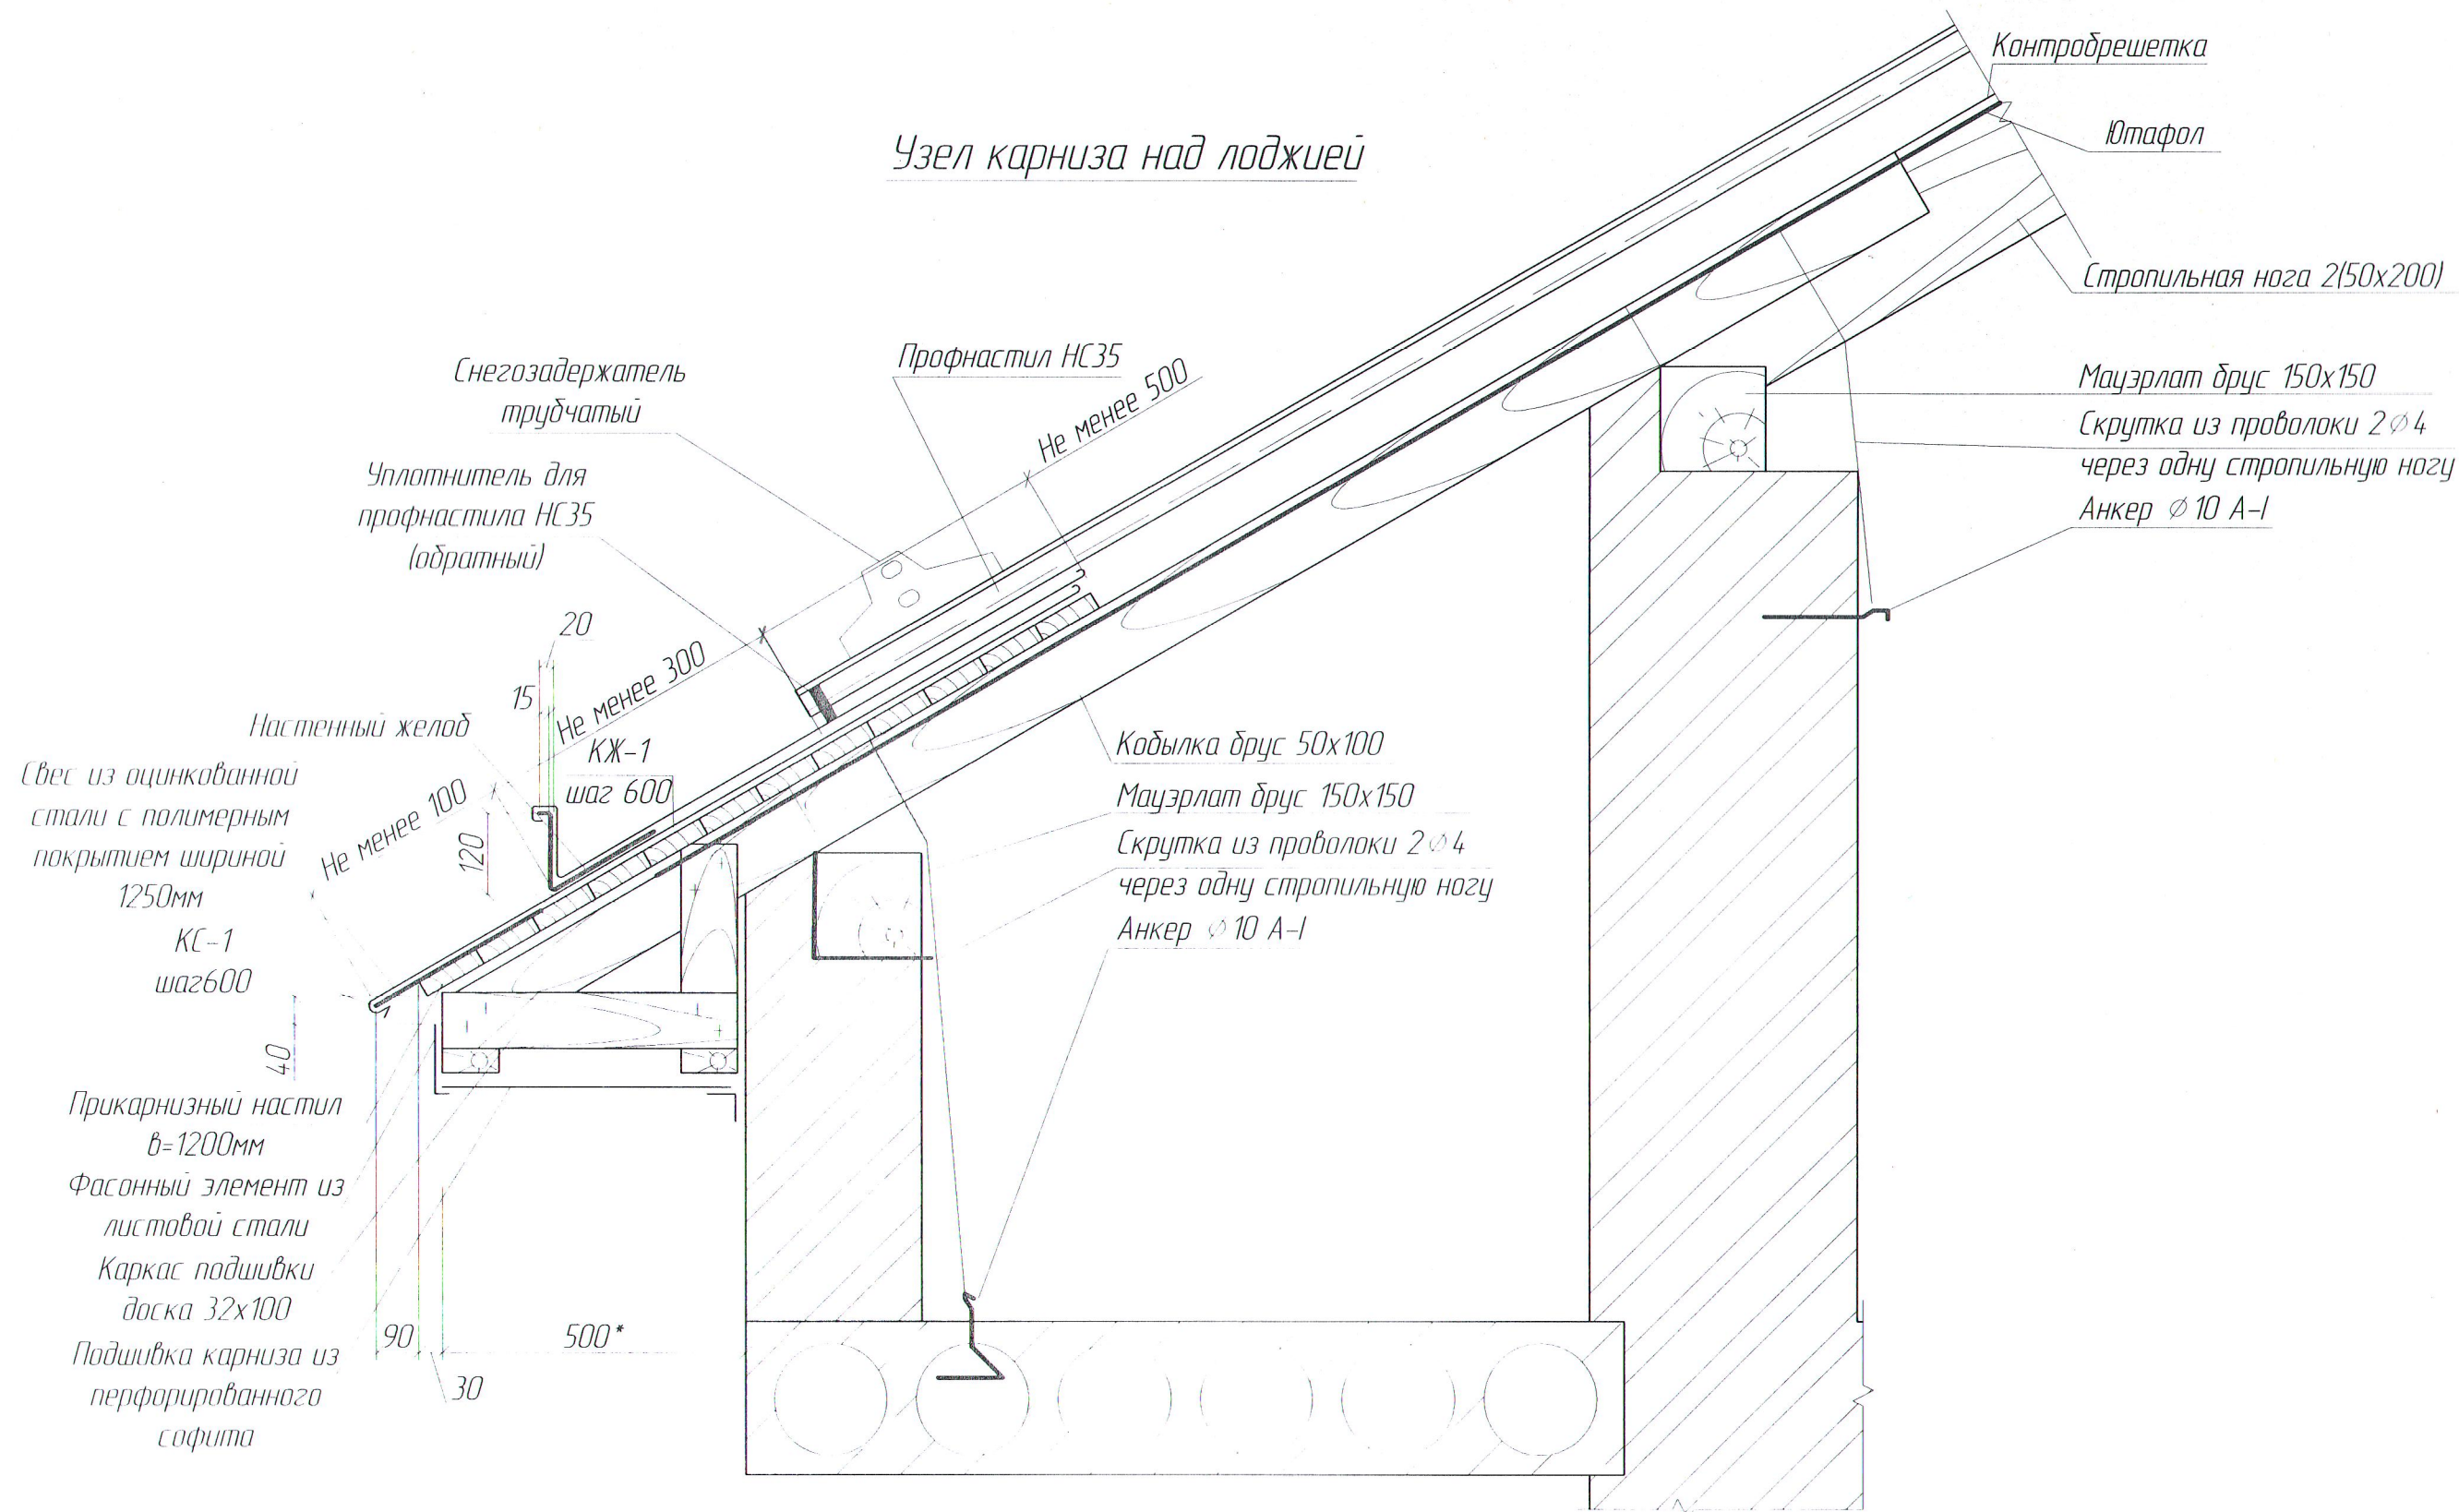 Узел карниза над лоджией
Контробрешетка
Ютафол
Стропильная нога 2(50х200)
Мауэрлат брус 150х150
Скрутка из проволоки 2∅4
через одну стропильную ногу
Анкер ∅10 А-I
Профнастил НС35
Не менее 500
Снегозадержатель
трубчатый
Уплотнитель для
профнастила НС35
(обратный)
20
15
Не менее 300
Настенный желоб
КЖ-1
шаг 600
Свес из оцинкованной
стали с полимерным
покрытием шириной
1250мм
КС-1
шаг600
Не менее 100
120
40
Кобылка брус 50х100
Мауэрлат брус 150х150
Скрутка из проволоки 2∅4
через одну стропильную ногу
Анкер ∅10 А-I
Прикарнизный настил
в=1200мм
Фасонный элемент из
листовой стали
Каркас подшивки
доска 32х100
Подшивка карниза из
перфорированного
софита
90
30
500*